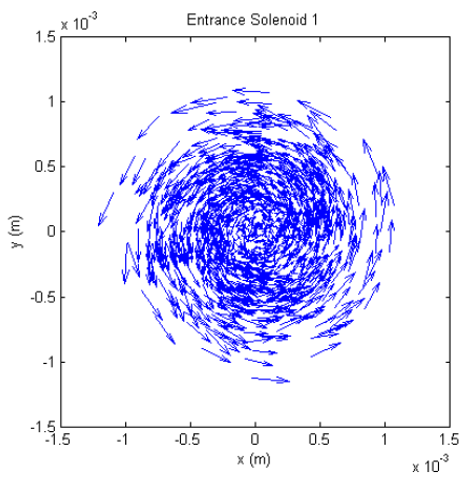 Entrance Solenoid 1
x 10⁻³
1.5
1
0.5
0
-0.5
-1
-1.5
y (m)
-1.5 -1 -0.5 0 0.5 1 1.5
x (m)
x 10⁻³